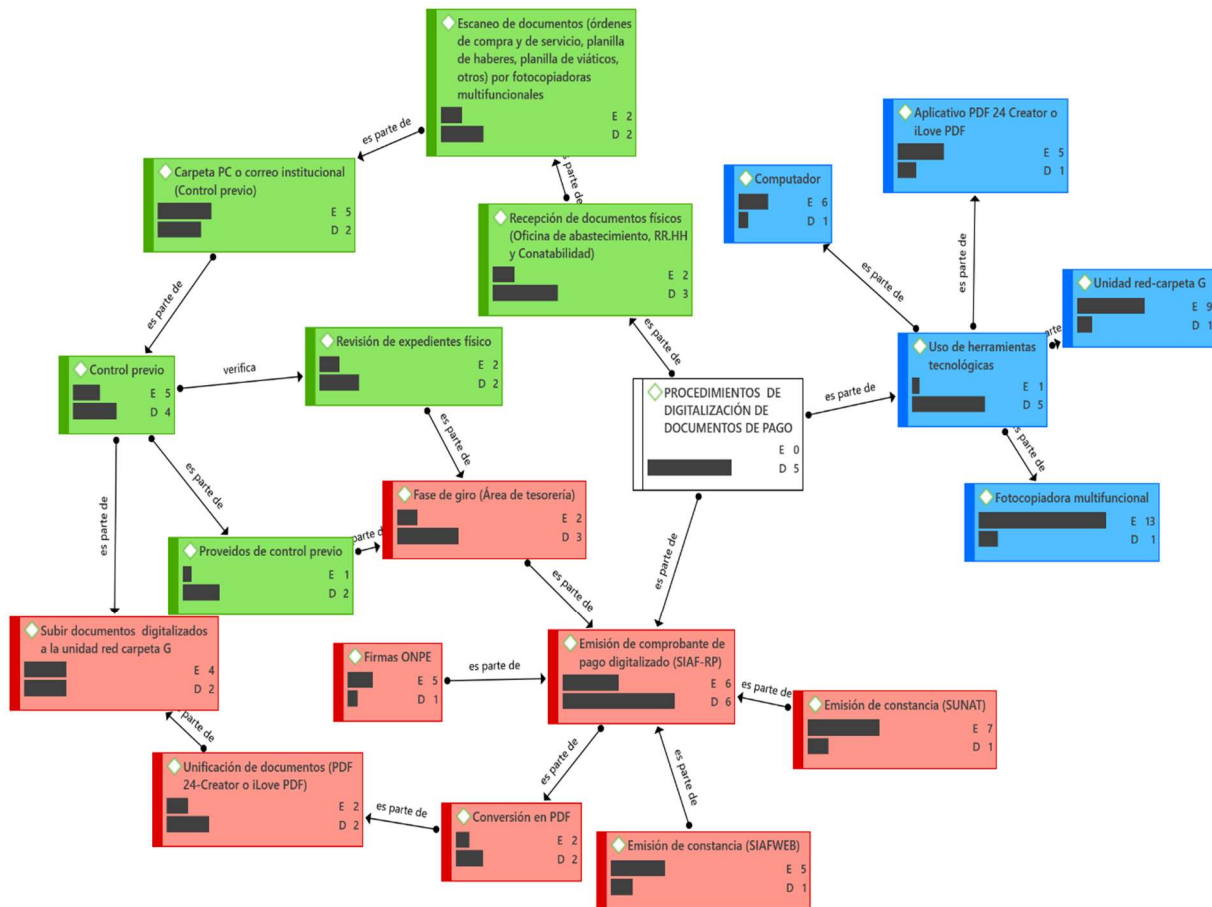 Escaneo de documentos (órdenes
de compra y de servicio, planilla
de haberes, planilla de viáticos,
otros) por fotocopiadoras
multifuncionales
E 2
D 2
es parte de
es parte de
Carpeta PC o correo institucional
(Control previo)
E 5
D 2
Recepción de documentos físicos
(Oficina de abastecimiento, RR.HH
y Conatabilidad)
E 2
D 3
Aplicativo PDF 24 Creator o
iLove PDF
E 5
D 1
Computador
E 6
D 1
es parte de
es parte de
Unidad red-carpeta G
E 9
D 1
es parte de
es parte de
Revisión de expedientes físico
E 2
D 2
Uso de herramientas
tecnológicas
E 1
D 5
parte
Control previo
E 5
D 4
verifica
PROCEDIMIENTOS DE
DIGITALIZACIÓN DE
DOCUMENTOS DE PAGO
E 0
D 5
es parte de
es parte de
es parte de
es parte de
es parte de
Fase de giro (Área de tesorería)
E 2
D 3
Fotocopiadora multifuncional
E 13
D 1
Proveidos de control previo
E 1
D 2
parte d
es parte de
es parte de
Subir documentos digitalizados
a la unidad red carpeta G
E 4
D 2
Firmas ONPE
E 5
D 1
es parte de
Emisión de comprobante de
pago digitalizado (SIAF-RP)
E 6
D 6
es parte de
Emisión de constancia (SUNAT)
E 7
D 1
parte de
Unificación de documentos (PDF
24-Creator o iLove PDF)
E 2
D 2
es parte de
es parte de
es parte de
Conversión en PDF
E 2
D 2
Emisión de constancia (SIAFWEB)
E 5
D 1